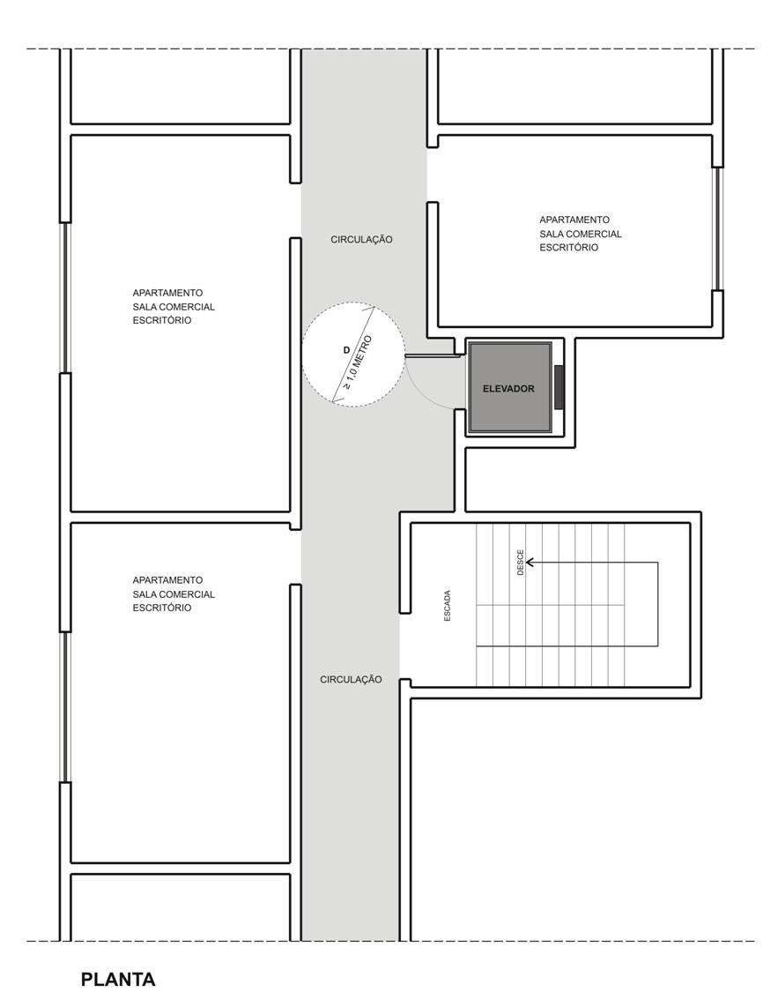 APARTAMENTO
SALA COMERCIAL
ESCRITÓRIO
CIRCULAÇÃO
APARTAMENTO
SALA COMERCIAL
ESCRITÓRIO
D
≥ 1,0 METRO
ELEVADOR
APARTAMENTO
SALA COMERCIAL
ESCRITÓRIO
DESCE
ESCADA
CIRCULAÇÃO
PLANTA